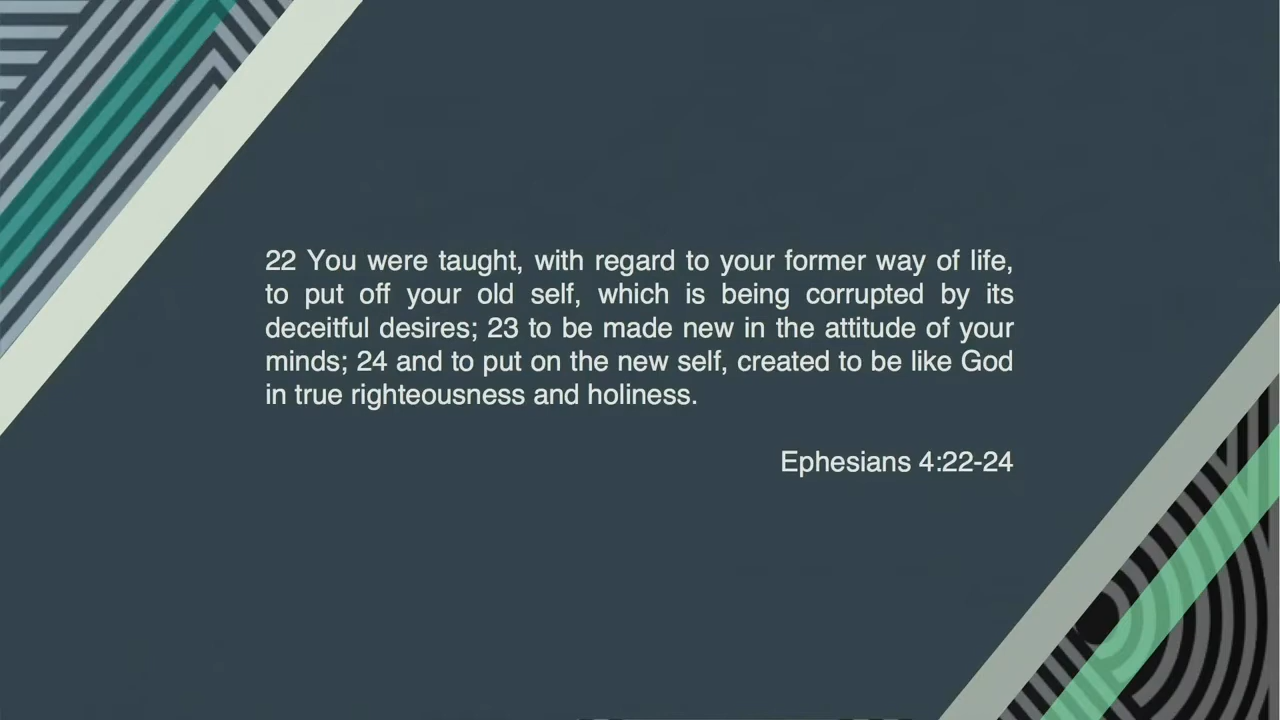 22 You were taught, with regard to your former way of life,
to put off your old self, which is being corrupted by its
deceitful desires; 23 to be made new in the attitude of your
minds; 24 and to put on the new self, created to be like God
in true righteousness and holiness.
Ephesians 4:22-24